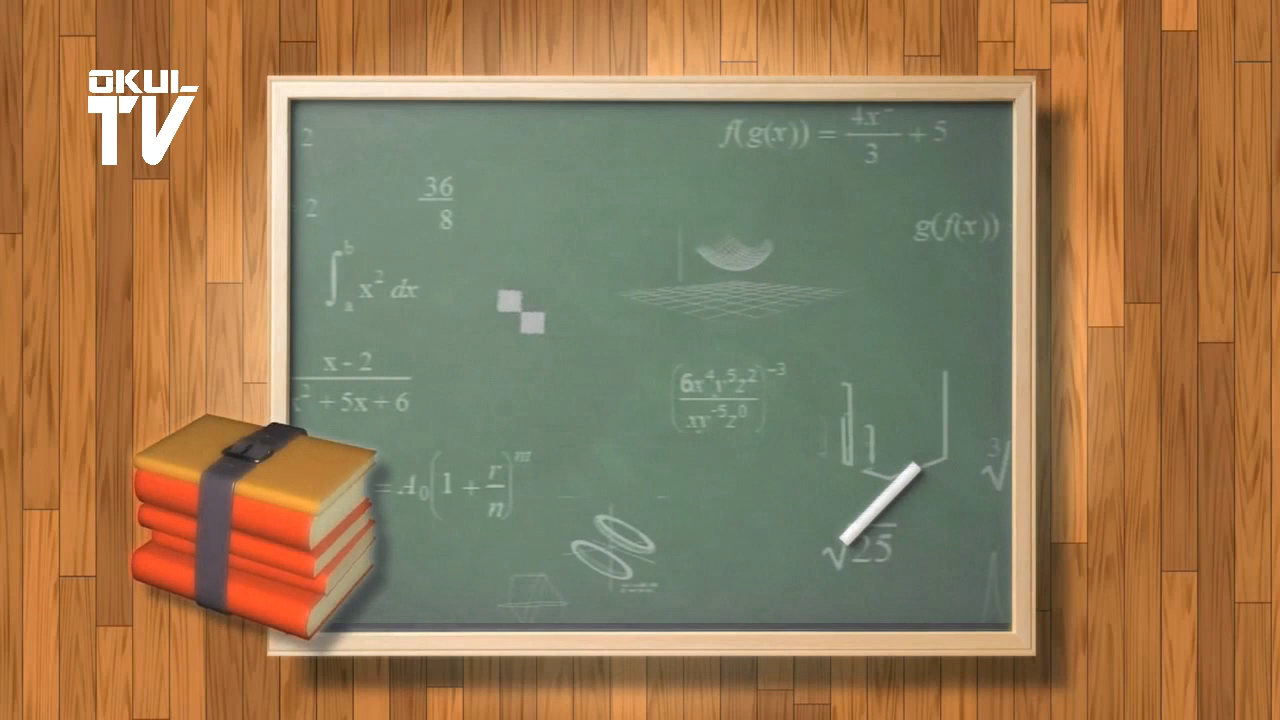 OKUL
TV
2
f(g(x)) = 4x⁻/3 + 5
36/8
2
g(f(x))
∫ₐᵇ x² dx
x - 2
x² + 5x + 6
(6x⁴y⁵z²/xy⁻⁵z⁰)⁻³
= A₀(1 + r/n)ᵐ
³√
√25